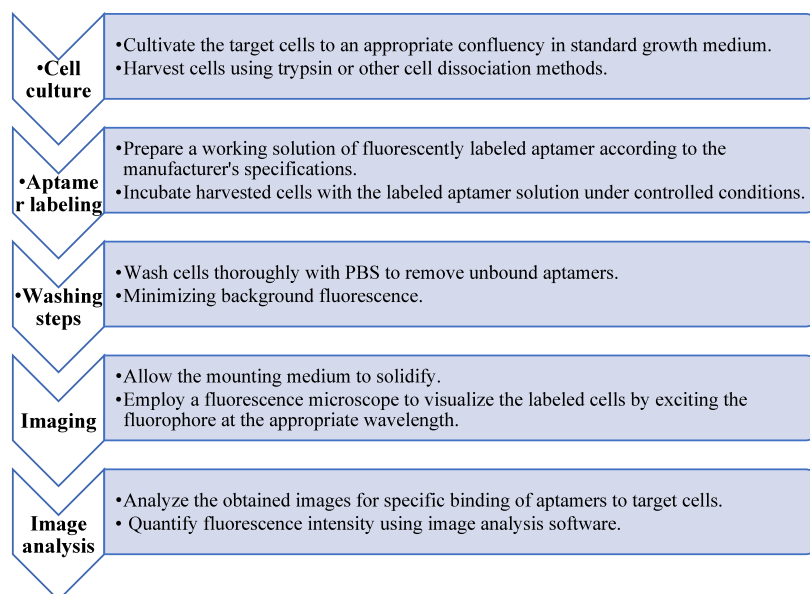 •Cell
culture
•Cultivate the target cells to an appropriate confluency in standard growth medium.
•Harvest cells using trypsin or other cell dissociation methods.
•Aptame
r labeling
•Prepare a working solution of fluorescently labeled aptamer according to the
manufacturer's specifications.
•Incubate harvested cells with the labeled aptamer solution under controlled conditions.
•Washing
steps
•Wash cells thoroughly with PBS to remove unbound aptamers.
•Minimizing background fluorescence.
Imaging
•Allow the mounting medium to solidify.
•Employ a fluorescence microscope to visualize the labeled cells by exciting the
fluorophore at the appropriate wavelength.
Image
analysis
•Analyze the obtained images for specific binding of aptamers to target cells.
• Quantify fluorescence intensity using image analysis software.